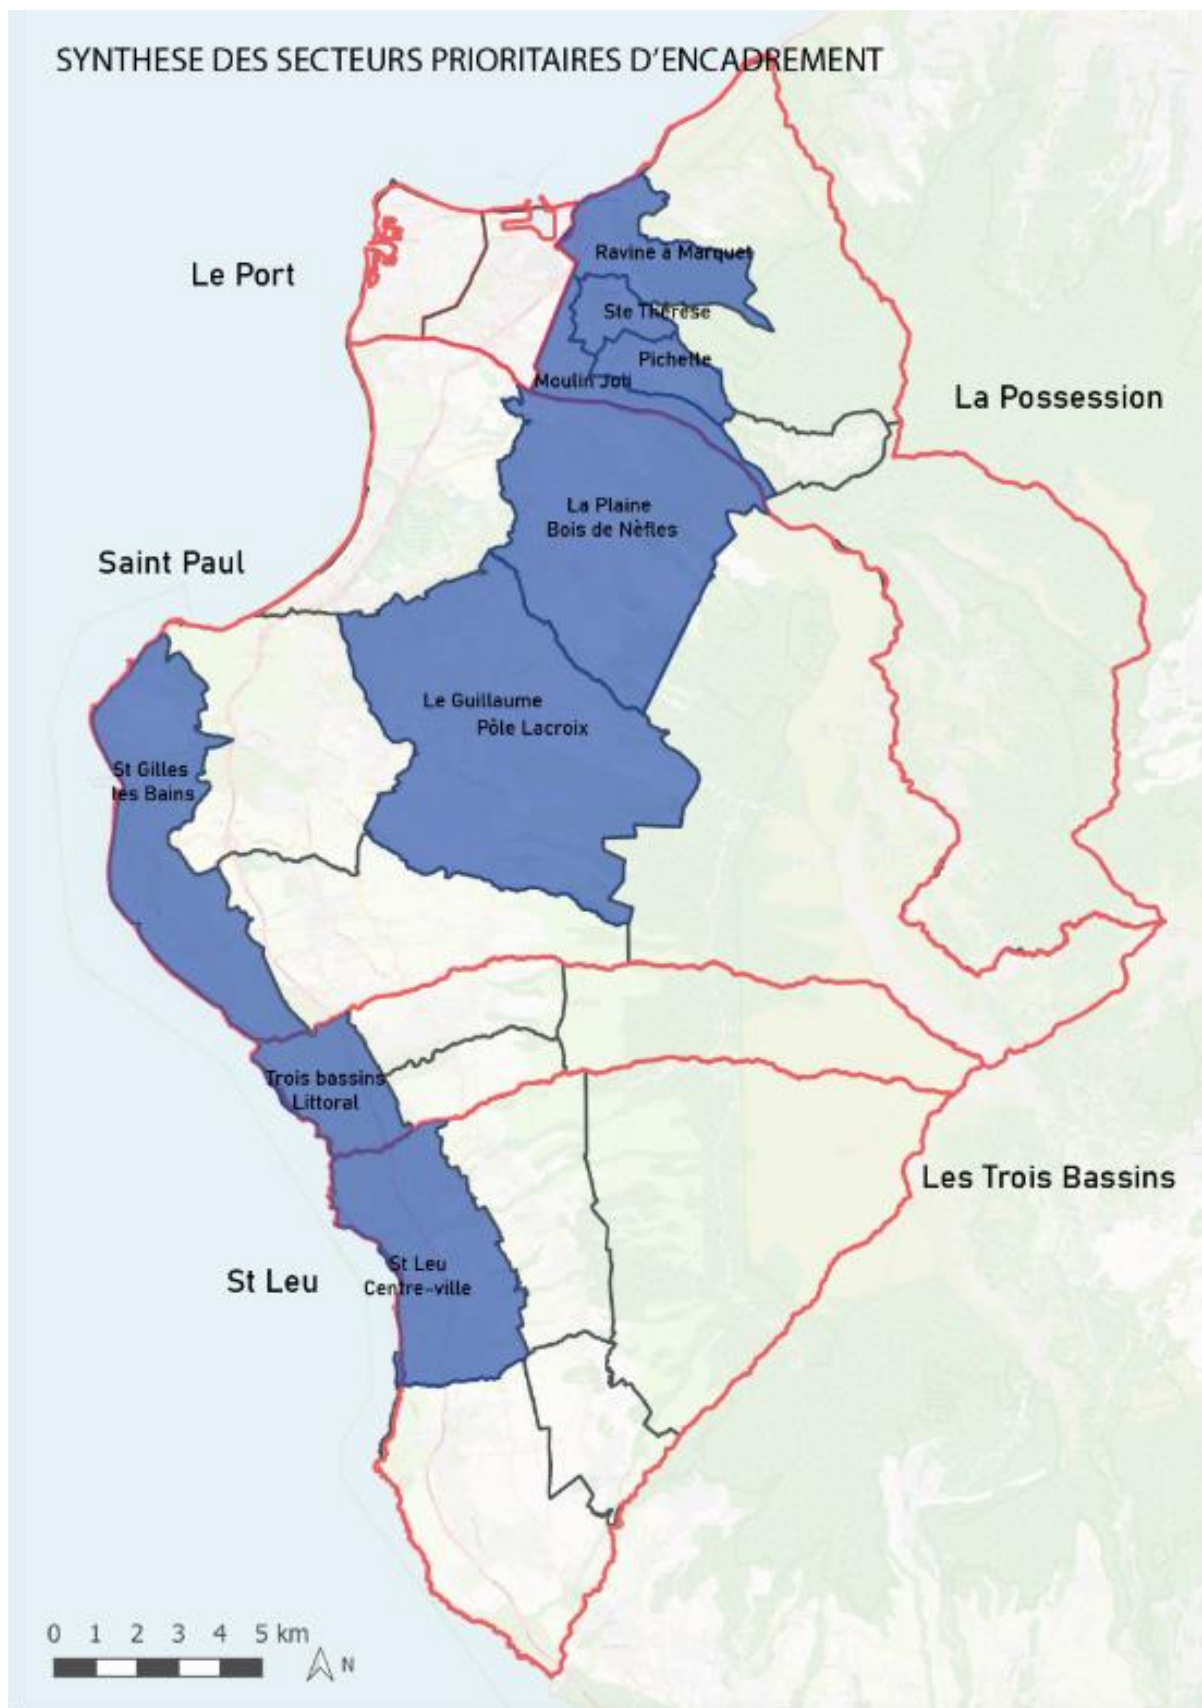 SYNTHESE DES SECTEURS PRIORITAIRES D'ENCADREMENT
Ravine à Marquet
Le Port
Ste Thérèse
Pichette
Moulin Joli
La Possession
La Plaine
Bois de Nèfles
Saint Paul
Le Guillaume
Pôle Lacroix
St Gilles
les Bains
Trois bassins
Littoral
Les Trois Bassins
St Leu
Centre-ville
St Leu
0 1 2 3 4 5 km
N